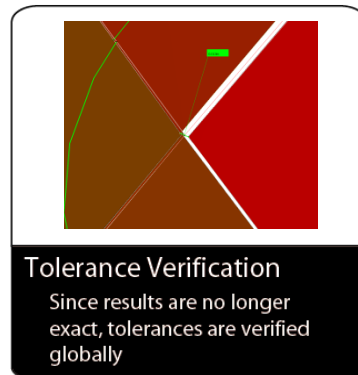 Tolerance Verification
Since results are no longer
exact, tolerances are verified
globally